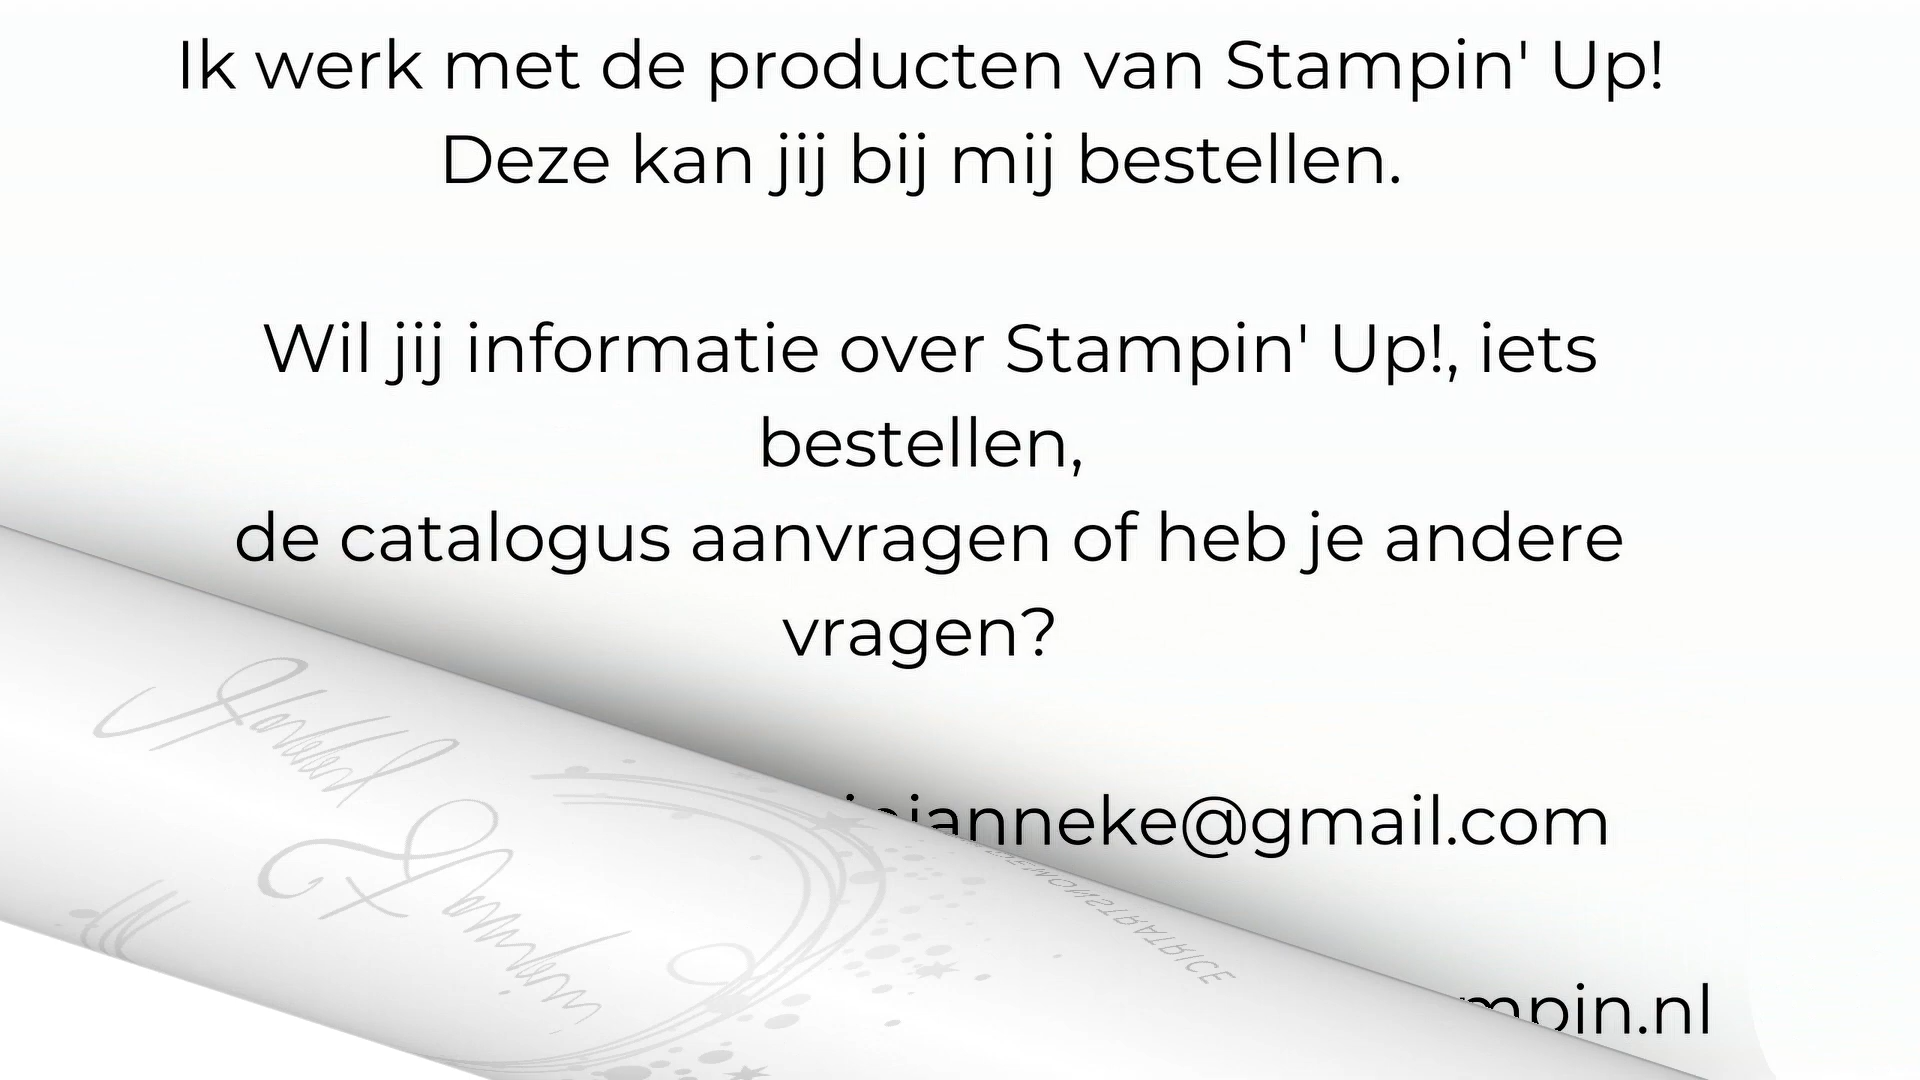 Ik werk met de producten van Stampin' Up!
Deze kan jij bij mij bestellen.
Wil jij informatie over Stampin' Up!, iets
bestellen,
de catalogus aanvragen of heb je andere
vragen?
janneke@gmail.com
mpin.nl